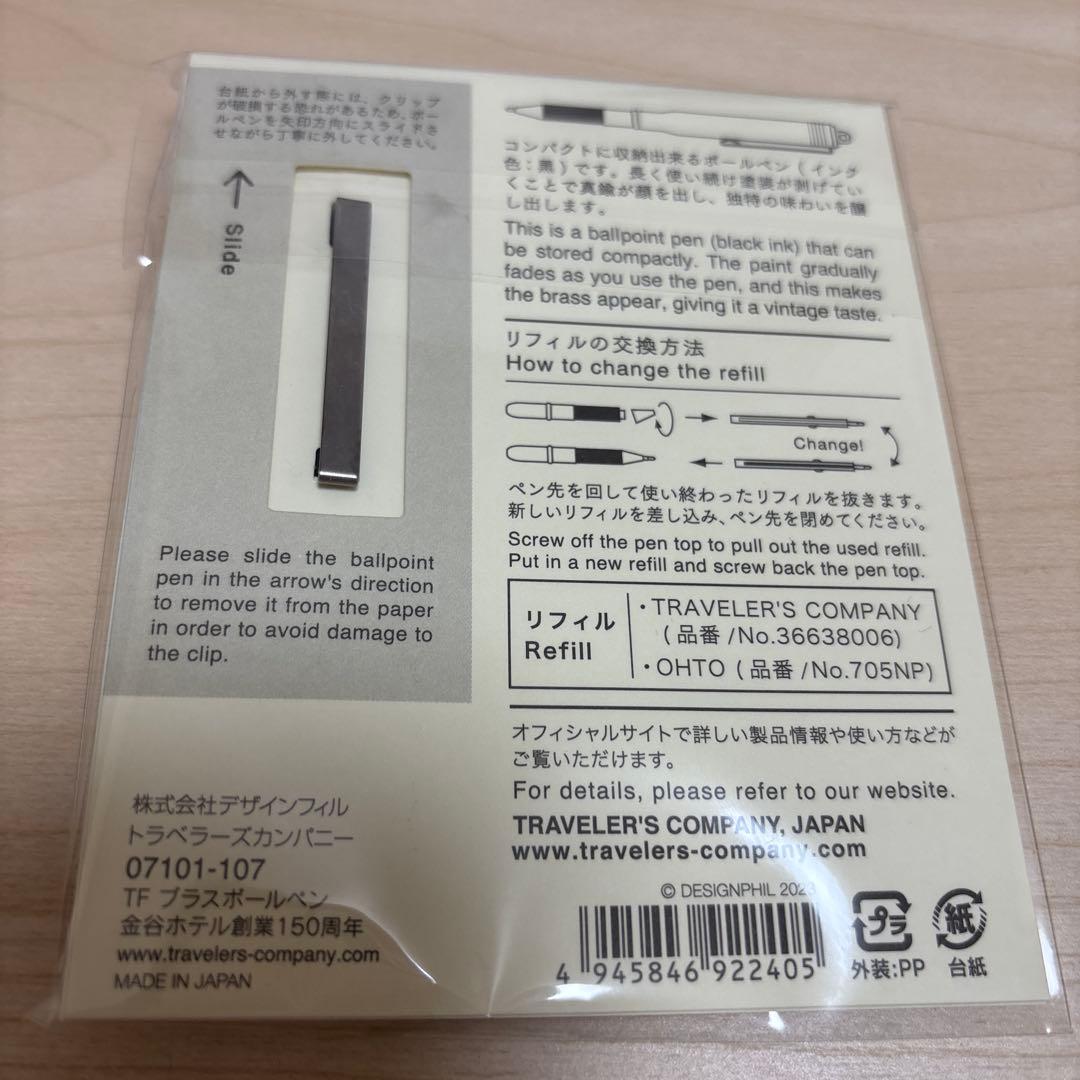 台紙から外す際には、クリップ
が破損する恐れがあるため、ボー
ルペンを矢印方向にスライドさ
せながら丁寧に外してください。
Slide
Please slide the ballpoint
pen in the arrow's direction
to remove it from the paper
in order to avoid damage to
the clip.
株式会社デザインフィル
トラベラーズカンパニー
07101-107
TF ブラスボールペン
金谷ホテル創業150周年
www.travelers-company.com
MADE IN JAPAN
コンパクトに収納出来るボールペン（インク
色：黒）です。長く使い続け塗装が剥げてい
くことで真鍮が顔を出し、独特の味わいを醸
し出します。
This is a ballpoint pen (black ink) that can
be stored compactly. The paint gradually
fades as you use the pen, and this makes
the brass appear, giving it a vintage taste.
リフィルの交換方法
How to change the refill
Change!
ペン先を回して使い終わったリフィルを抜きます。
新しいリフィルを差し込み、ペン先を閉めてください。
Screw off the pen top to pull out the used refill.
Put in a new refill and screw back the pen top.
リフィル
Refill
・TRAVELER'S COMPANY
(品番/No.36638006)
・OHTO (品番/No.705NP)
オフィシャルサイトで詳しい製品情報や使い方などが
ご覧いただけます。
For details, please refer to our website.
TRAVELER'S COMPANY, JAPAN
www.travelers-company.com
© DESIGNPHIL 2023
4 945846 922405
プラ
外装:PP
紙
台紙